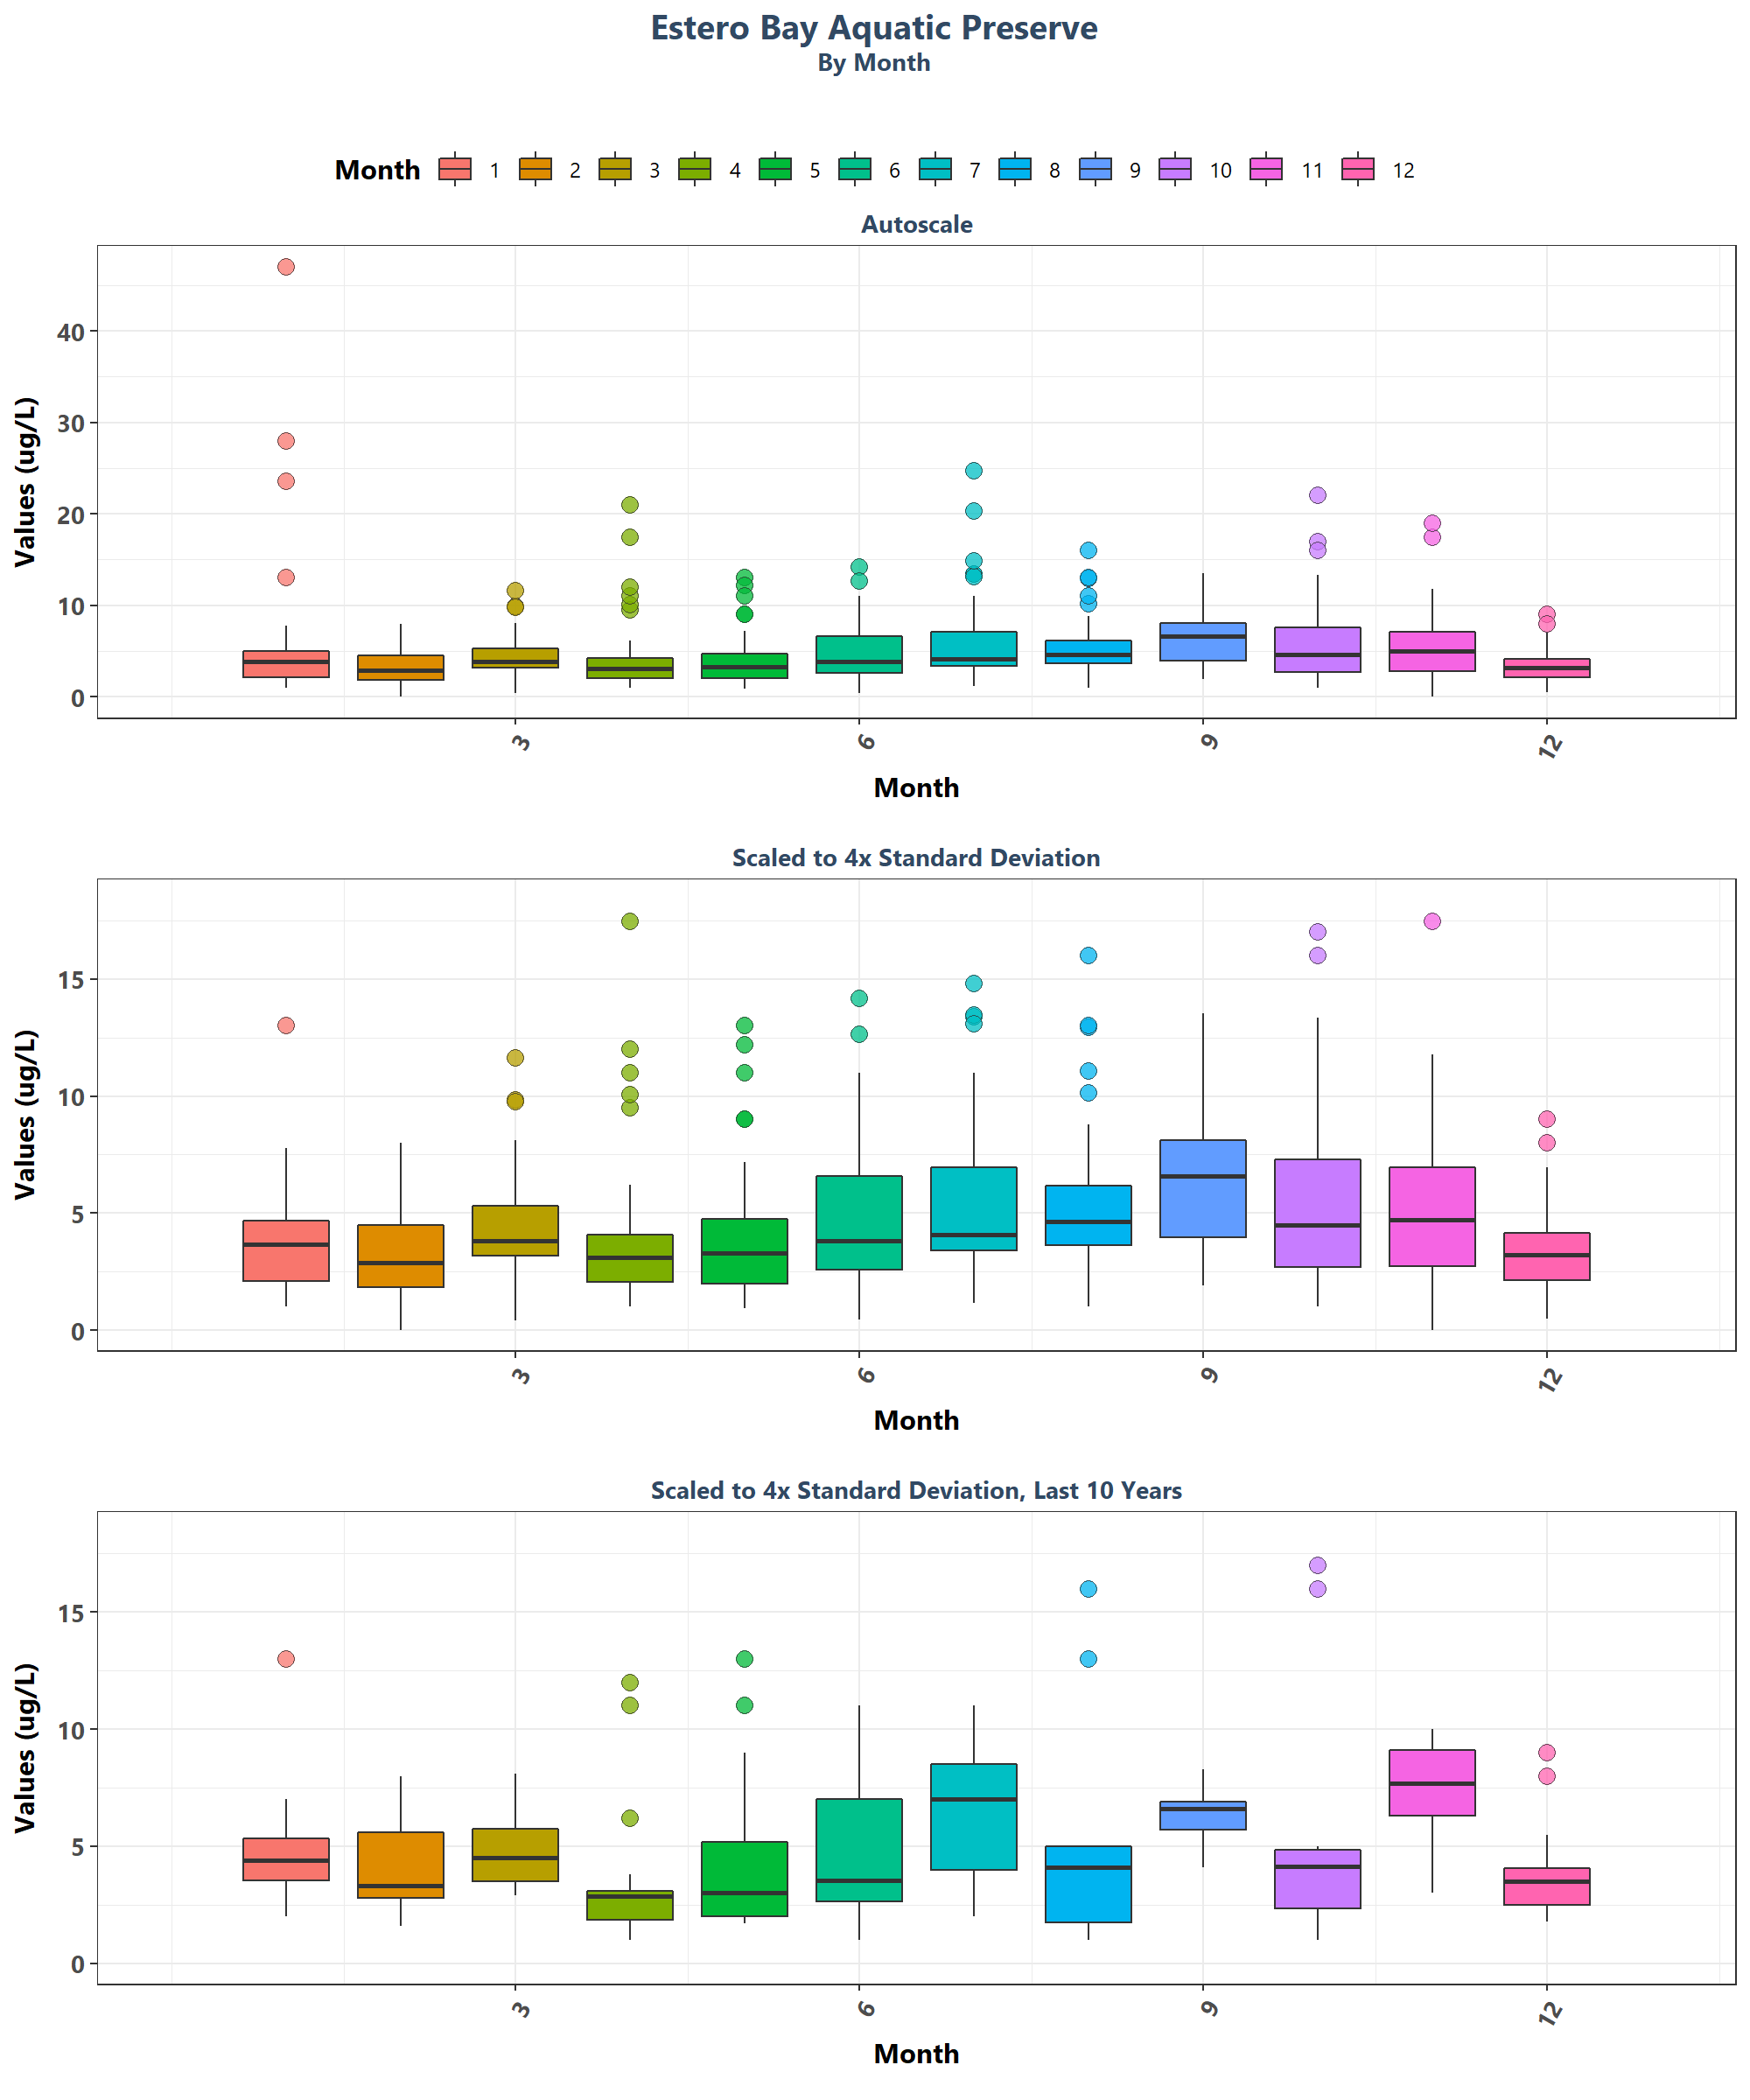 Estero Bay Aquatic Preserve
By Month
Month 1 2 3 4 5 6 7 8 9 10 11 12
Autoscale
Values (ug/L)
40
30
20
10
0
3 6 9 12
Month
Scaled to 4x Standard Deviation
Values (ug/L)
15
10
5
0
3 6 9 12
Month
Scaled to 4x Standard Deviation, Last 10 Years
Values (ug/L)
15
10
5
0
3 6 9 12
Month